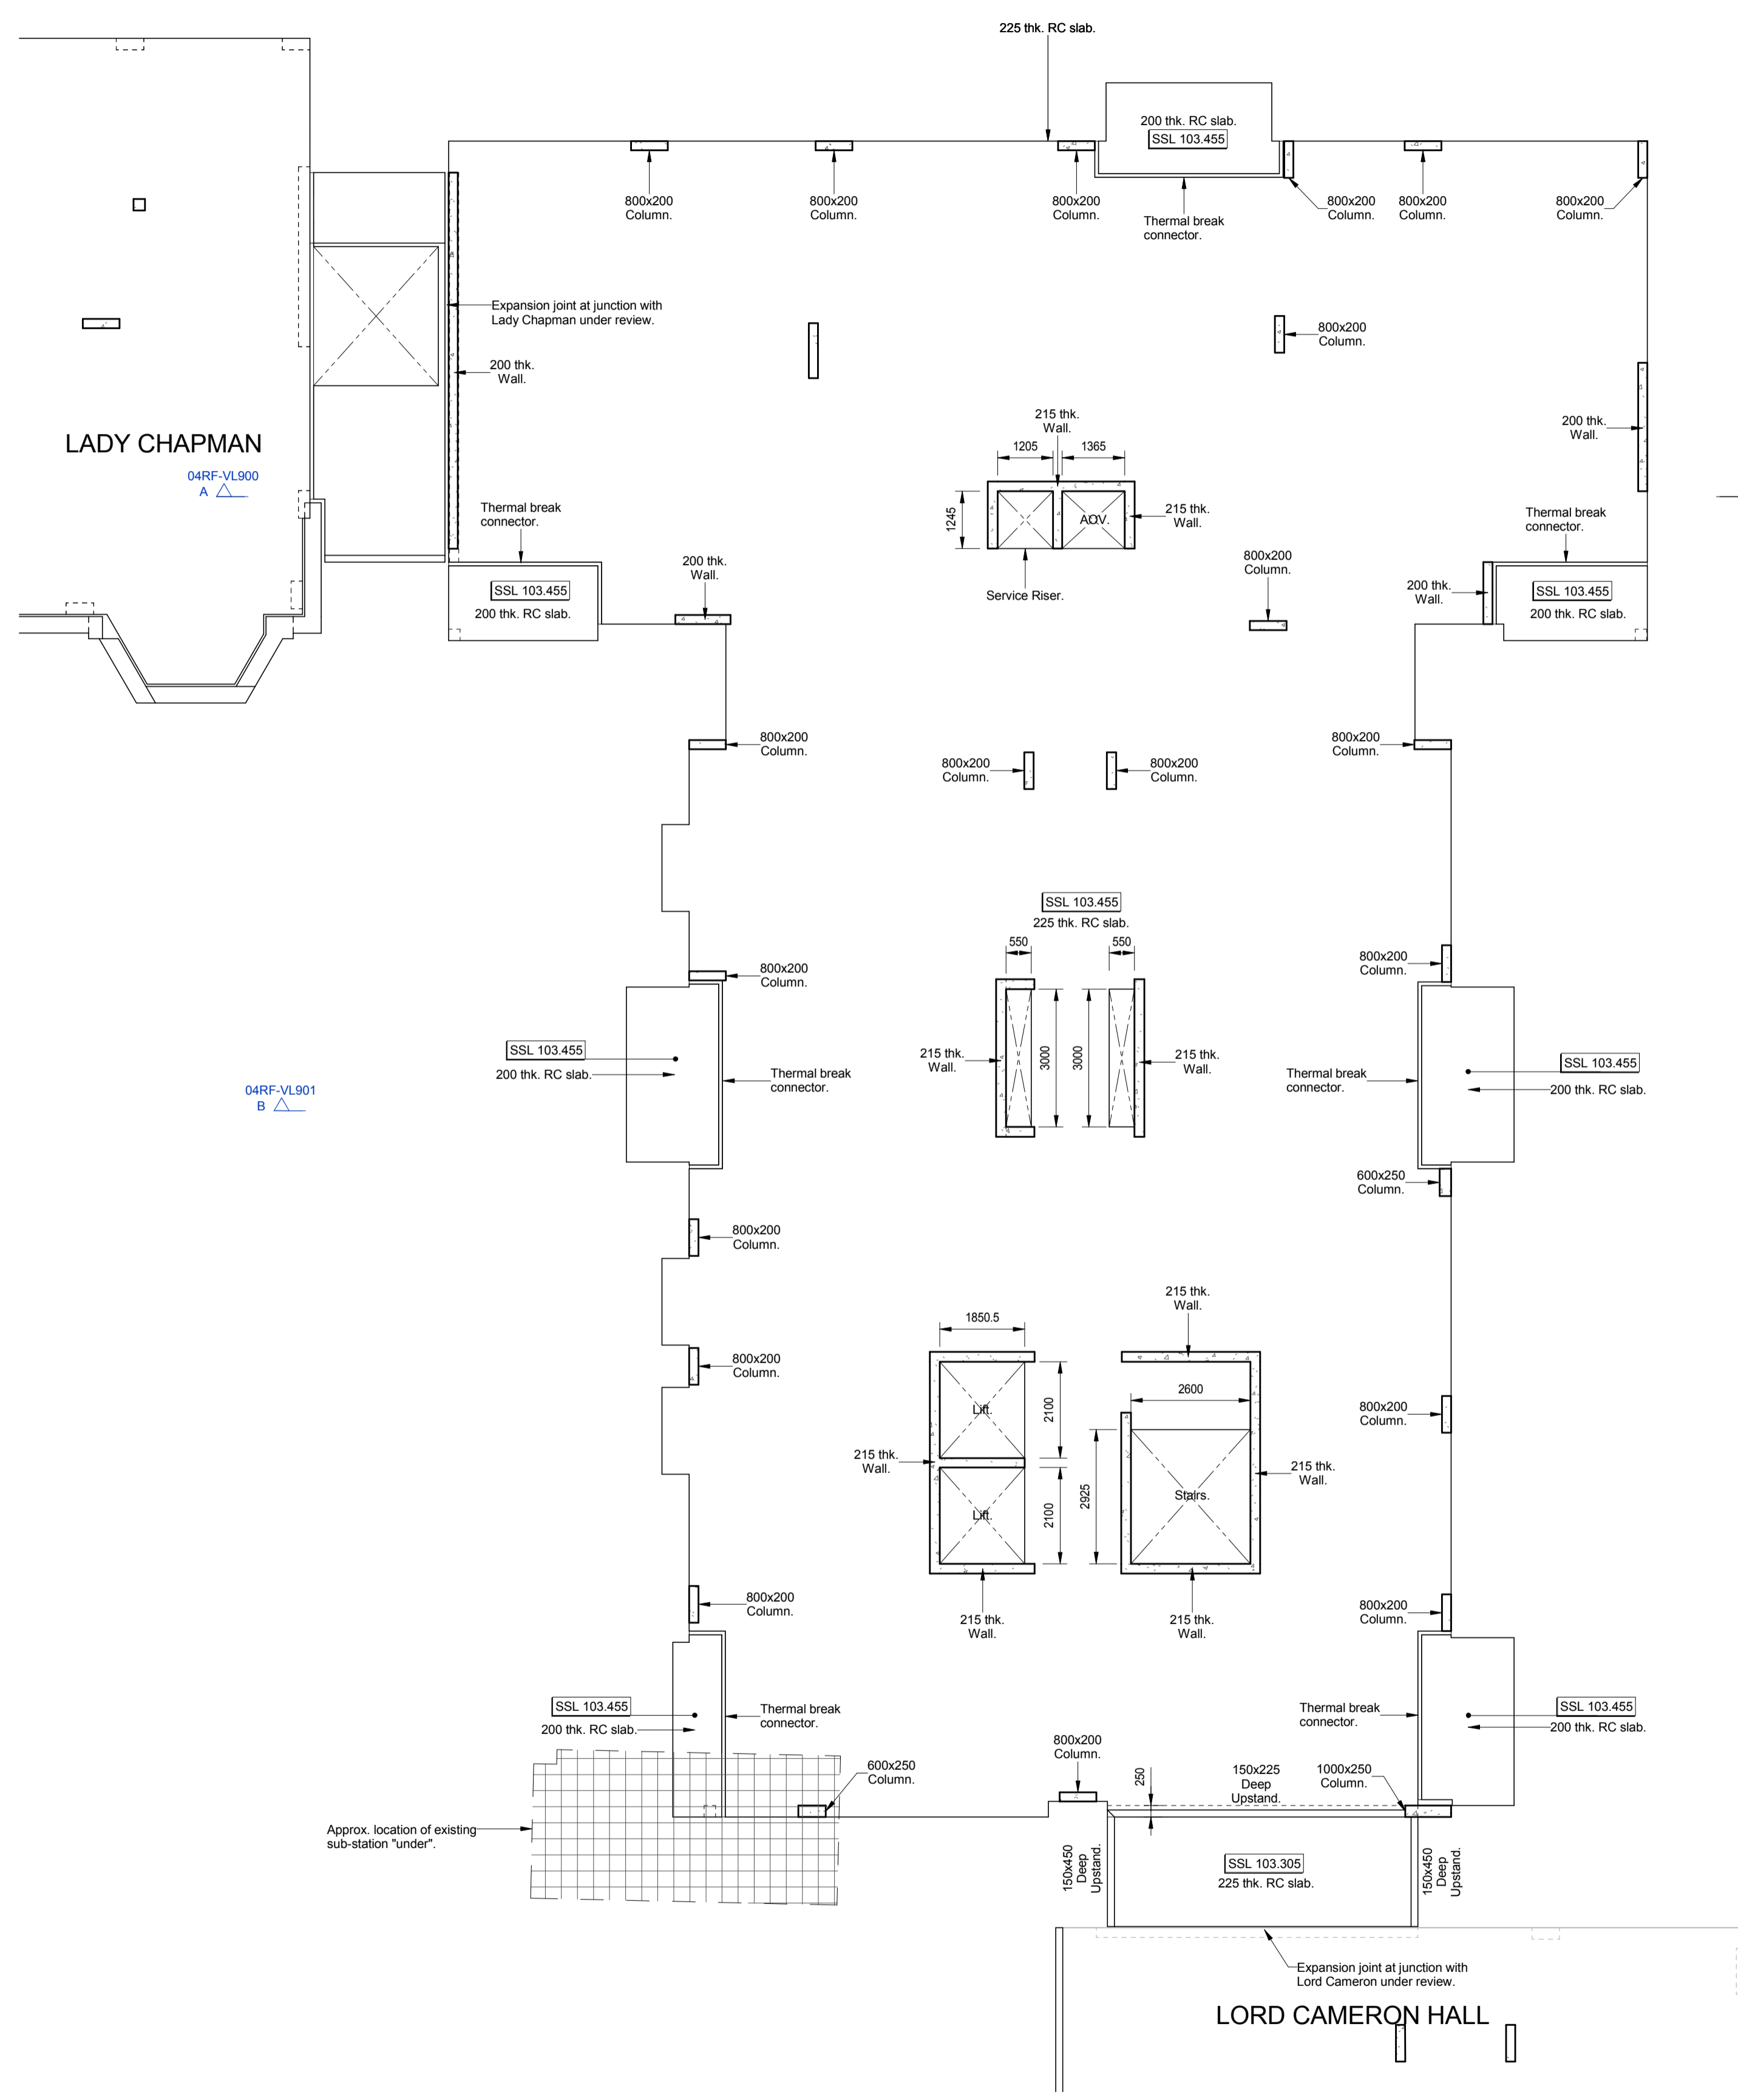 225 thk. RC slab.
200 thk. RC slab.
SSL 103.455
800x200
Column.
800x200
Column.
800x200
Column.
Thermal break
connector.
800x200
Column.
800x200
Column.
800x200
Column.
Expansion joint at junction with
Lady Chapman under review.
800x200
Column.
200 thk.
Wall.
LADY CHAPMAN
04RF-VL900
A
215 thk.
Wall.
1205
1365
1245
AOV.
215 thk.
Wall.
Service Riser.
200 thk.
Wall.
Thermal break
connector.
Thermal break
connector.
200 thk.
Wall.
SSL 103.455
200 thk. RC slab.
800x200
Column.
200 thk.
Wall.
SSL 103.455
200 thk. RC slab.
800x200
Column.
800x200
Column.
800x200
Column.
800x200
Column.
SSL 103.455
225 thk. RC slab.
550
550
800x200
Column.
800x200
Column.
SSL 103.455
200 thk. RC slab.
Thermal break
connector.
215 thk.
Wall.
3000
3000
215 thk.
Wall.
Thermal break
connector.
SSL 103.455
200 thk. RC slab.
04RF-VL901
B
600x250
Column.
800x200
Column.
215 thk.
Wall.
1850.5
800x200
Column.
2600
Lift.
2100
800x200
Column.
215 thk.
Wall.
2925
Stairs.
215 thk.
Wall.
Lift.
2100
800x200
Column.
215 thk.
Wall.
215 thk.
Wall.
800x200
Column.
SSL 103.455
200 thk. RC slab.
Thermal break
connector.
Thermal break
connector.
SSL 103.455
200 thk. RC slab.
800x200
Column.
600x250
Column.
250
150x225
Deep
Upstand.
1000x250
Column.
Approx. location of existing
sub-station "under".
150x450
Deep
Upstand.
SSL 103.305
225 thk. RC slab.
150x450
Deep
Upstand.
Expansion joint at junction with
Lord Cameron under review.
LORD CAMERON HALL